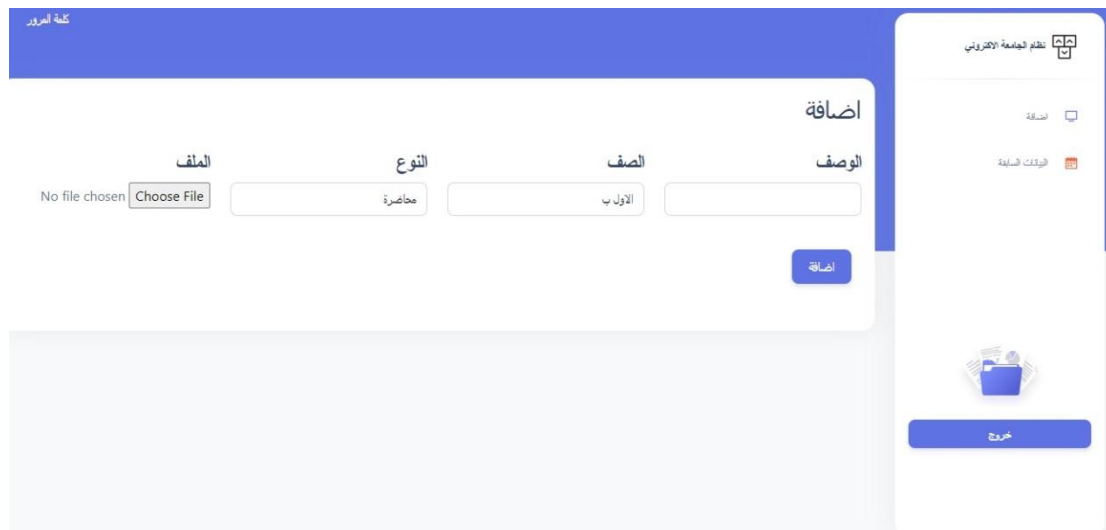 كلمة المرور
نظام الجامعة الاكتروني
اضافة
البيانات السابقة
خروج
اضافة
الوصف
الصف
النوع
الملف
الاول ب
محاضرة
Choose File No file chosen
اضافة